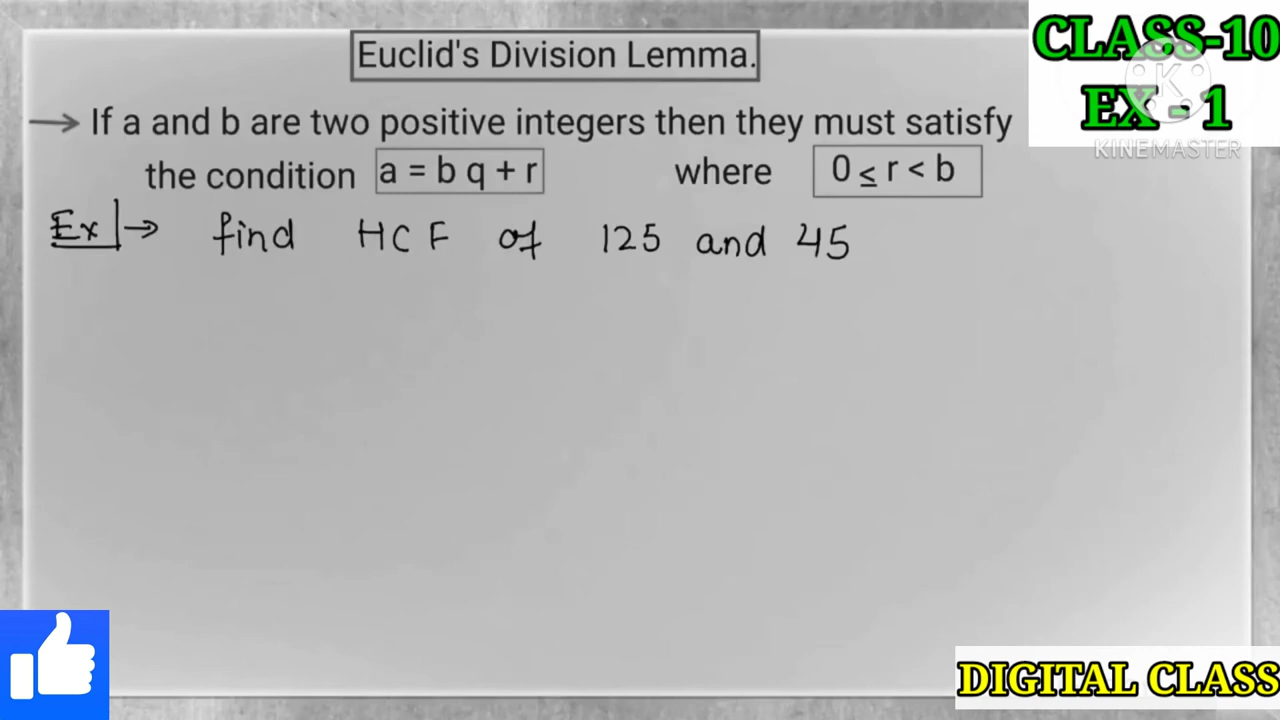 Euclid's Division Lemma.
CLASS-10
EX - 1
KINEMASTER
→ If a and b are two positive integers then they must satisfy
the condition a = b q + r where 0 ≤ r < b
Ex → find HCF of 125 and 45
DIGITAL CLASS